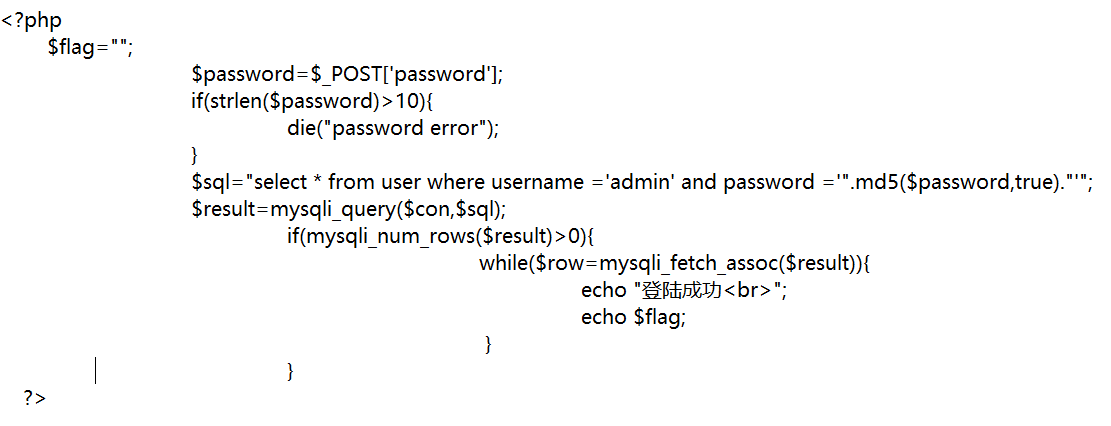 <?php
$flag="";
$password=$_POST['password'];
if(strlen($password)>10){
die("password error");
}
$sql="select * from user where username ='admin' and password ='".md5($password,true)."'";
$result=mysqli_query($con,$sql);
if(mysqli_num_rows($result)>0){
while($row=mysqli_fetch_assoc($result)){
echo "登陆成功<br>";
echo $flag;
}
}
?>